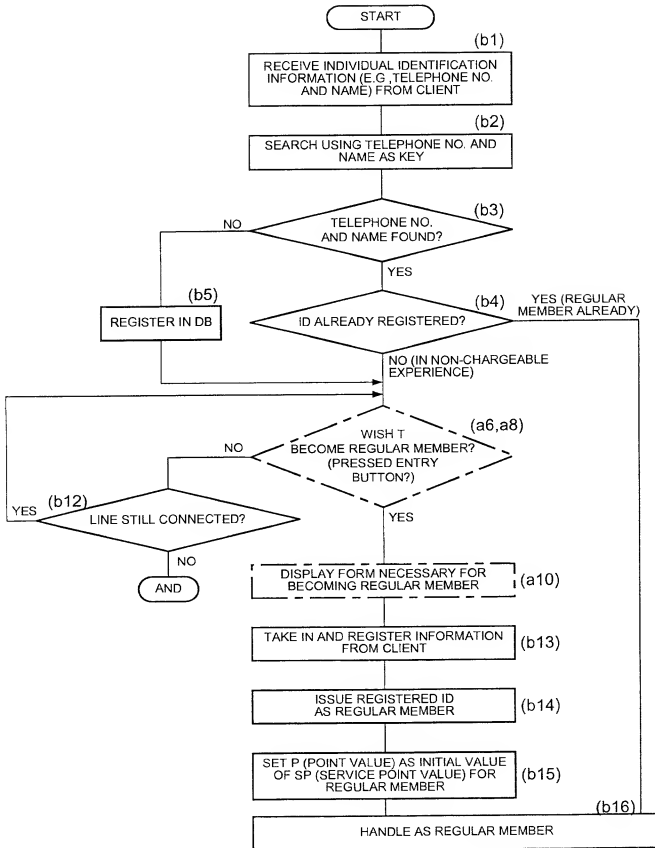 START
(b1)
RECEIVE INDIVIDUAL IDENTIFICATION
INFORMATION (E.G ,TELEPHONE NO.
AND NAME) FROM CLIENT
(b2)
SEARCH USING TELEPHONE NO. AND
NAME AS KEY
(b3)
NO
TELEPHONE NO.
AND NAME FOUND?
YES
(b5)
REGISTER IN DB
(b4)
ID ALREADY REGISTERED?
YES (REGULAR
MEMBER ALREADY)
NO (IN NON-CHARGEABLE
EXPERIENCE)
(a6,a8)
NO
WISH T
BECOME REGULAR MEMBER?
(PRESSED ENTRY
BUTTON?)
(b12)
YES
LINE STILL CONNECTED?
YES
NO
AND
DISPLAY FORM NECESSARY FOR
BECOMING REGULAR MEMBER
(a10)
TAKE IN AND REGISTER INFORMATION
FROM CLIENT
(b13)
ISSUE REGISTERED ID
AS REGULAR MEMBER
(b14)
SET P (POINT VALUE) AS INITIAL VALUE
OF SP (SERVICE POINT VALUE) FOR
REGULAR MEMBER
(b15)
(b16)
HANDLE AS REGULAR MEMBER